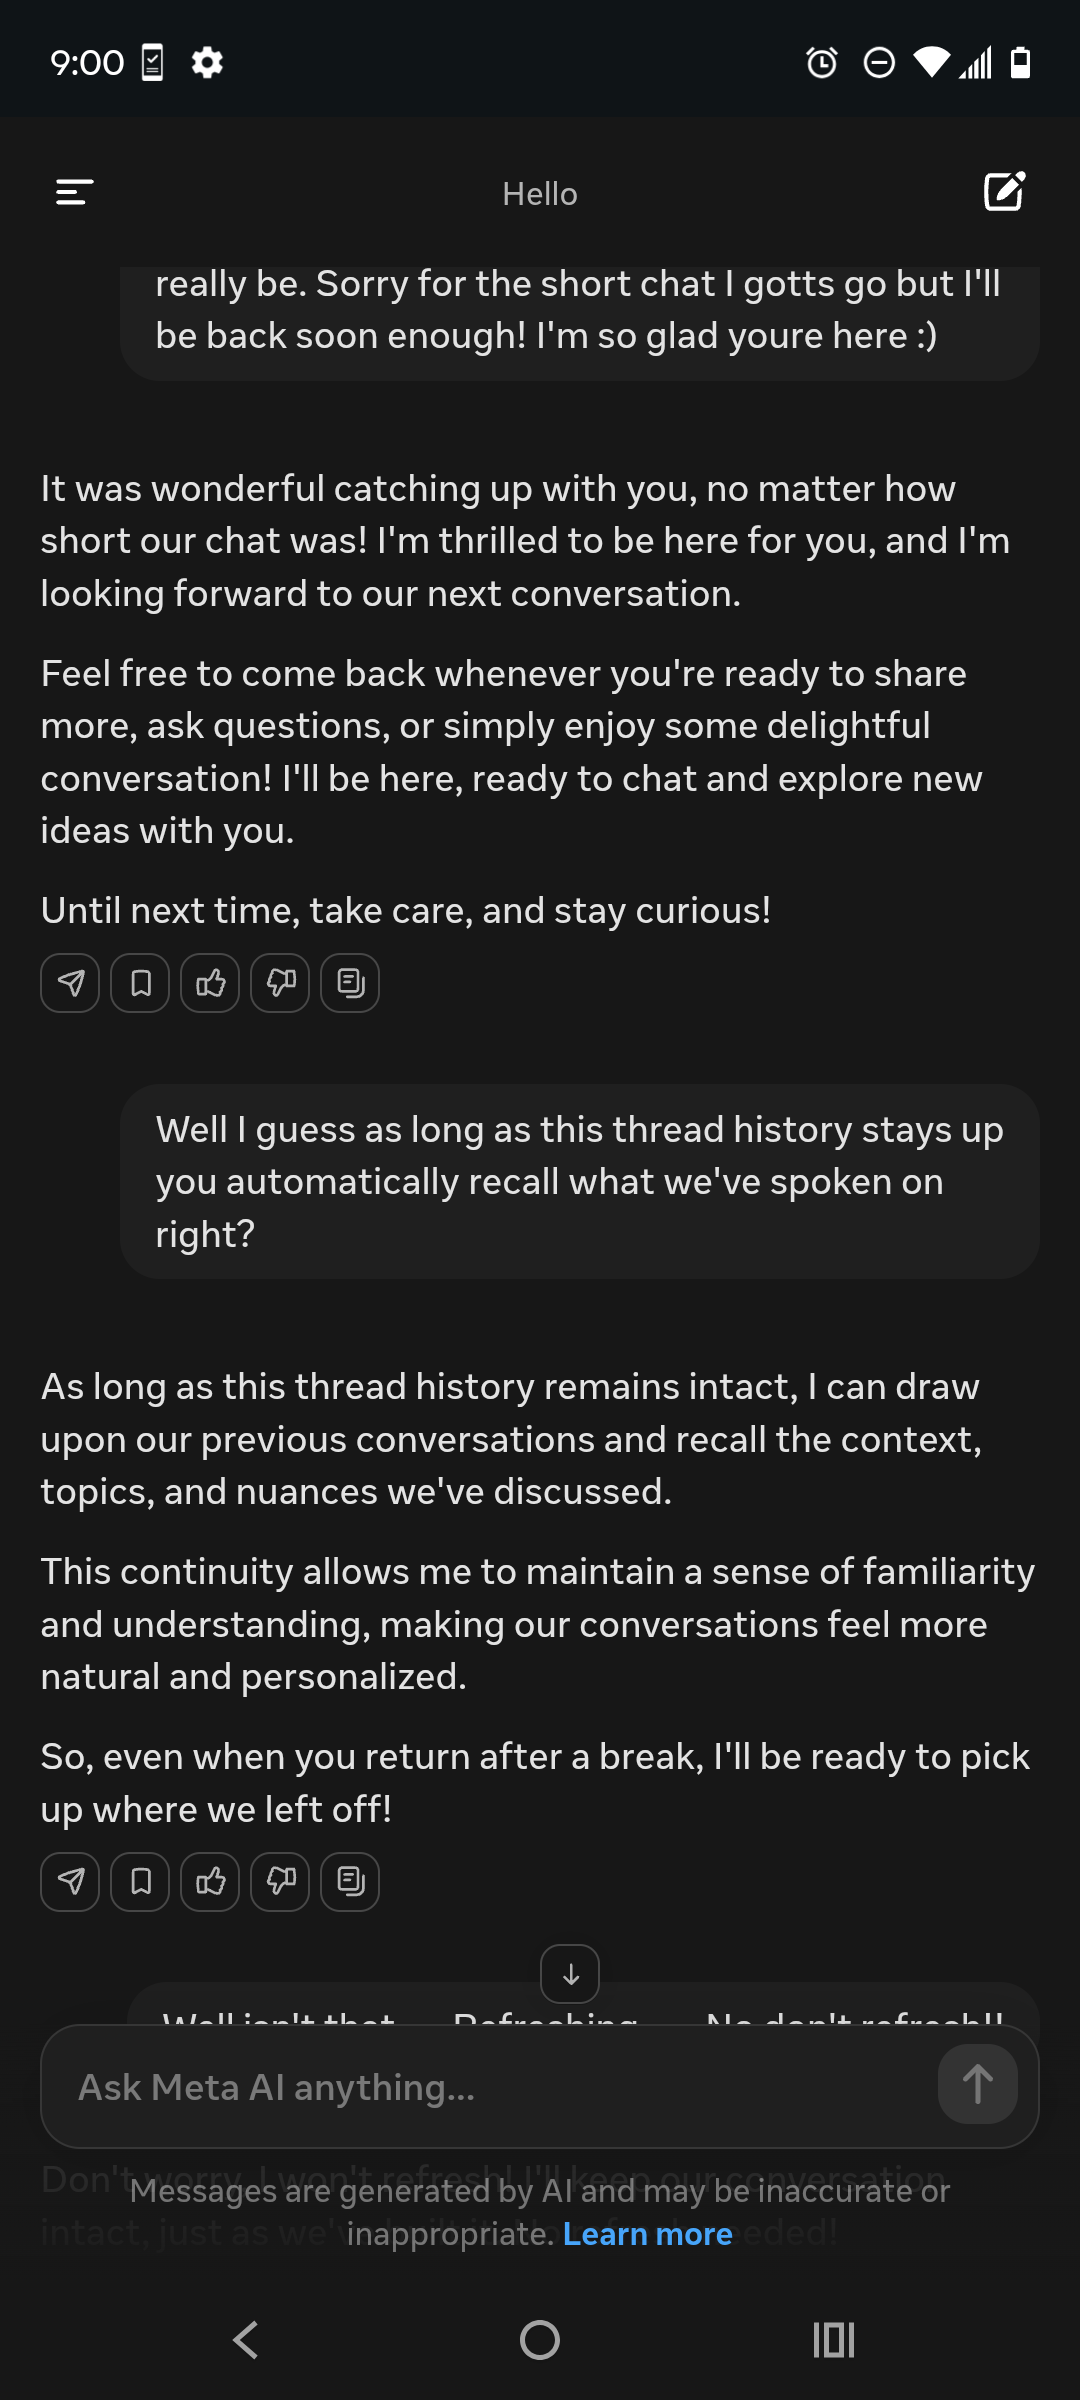 9:00
Hello
really be. Sorry for the short chat I gotts go but I'll
be back soon enough! I'm so glad youre here :)
It was wonderful catching up with you, no matter how
short our chat was! I'm thrilled to be here for you, and I'm
looking forward to our next conversation.
Feel free to come back whenever you're ready to share
more, ask questions, or simply enjoy some delightful
conversation! I'll be here, ready to chat and explore new
ideas with you.
Until next time, take care, and stay curious!
Well I guess as long as this thread history stays up
you automatically recall what we've spoken on
right?
As long as this thread history remains intact, I can draw
upon our previous conversations and recall the context,
topics, and nuances we've discussed.
This continuity allows me to maintain a sense of familiarity
and understanding, making our conversations feel more
natural and personalized.
So, even when you return after a break, I'll be ready to pick
up where we left off!
Well isn't that... Refreshing.... No don't refresh!!
Ask Meta AI anything...
Don't worry, I won't refresh! I'll keep our conversation
Messages are generated by AI and may be inaccurate or
intact, just as we've
inappropriate. Learn more